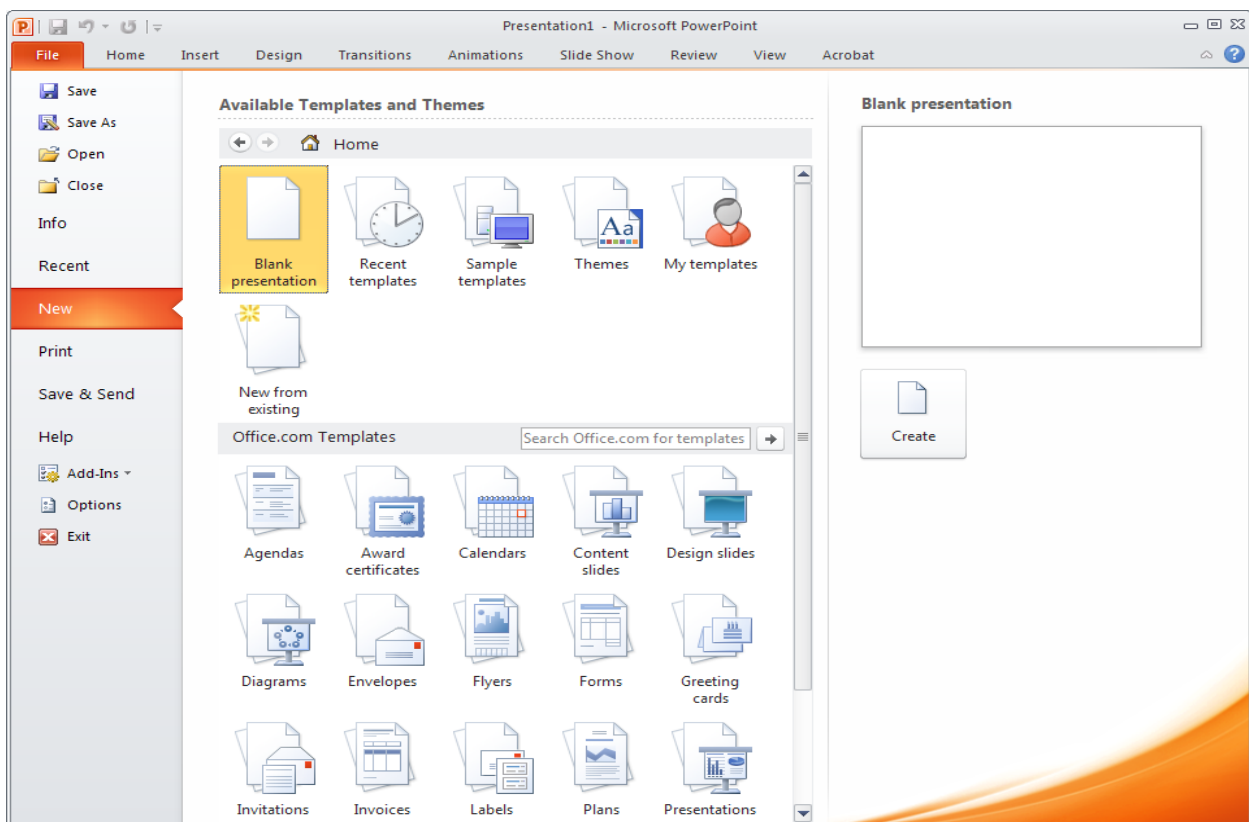 Presentation1 - Microsoft PowerPoint
File Home Insert Design Transitions Animations Slide Show Review View Acrobat
Save
Save As
Open
Close
Info
Recent
New
Print
Save & Send
Help
Add-Ins
Options
Exit
Available Templates and Themes
Home
Blank
presentation
Recent
templates
Sample
templates
Aa
Themes
My templates
New from
existing
Office.com Templates
Search Office.com for templates
Agendas
Award
certificates
Calendars
Content
slides
Design slides
Diagrams
Envelopes
Flyers
Forms
Greeting
cards
Invitations
Invoices
Labels
Plans
Presentations
Blank presentation
Create